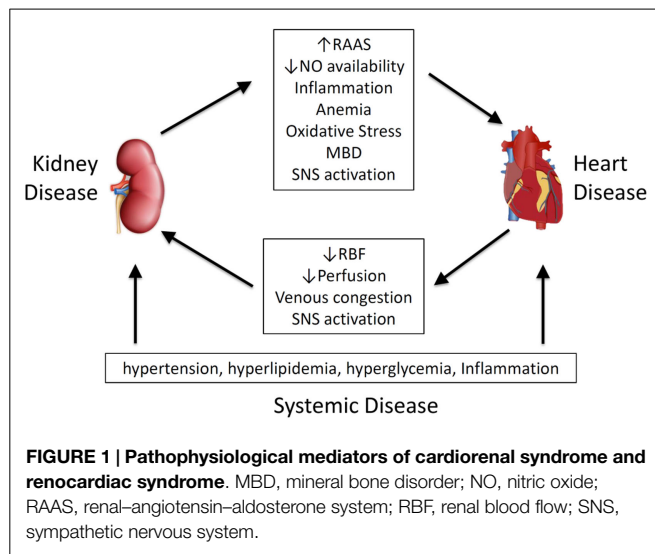 ↑RAAS
↓NO availability
Inflammation
Anemia
Oxidative Stress
MBD
SNS activation
Kidney
Disease
Heart
Disease
↓RBF
↓Perfusion
Venous congestion
SNS activation
hypertension, hyperlipidemia, hyperglycemia, Inflammation
Systemic Disease
FIGURE 1 | Pathophysiological mediators of cardiorenal syndrome and
renocardiac syndrome. MBD, mineral bone disorder; NO, nitric oxide;
RAAS, renal–angiotensin–aldosterone system; RBF, renal blood flow; SNS,
sympathetic nervous system.